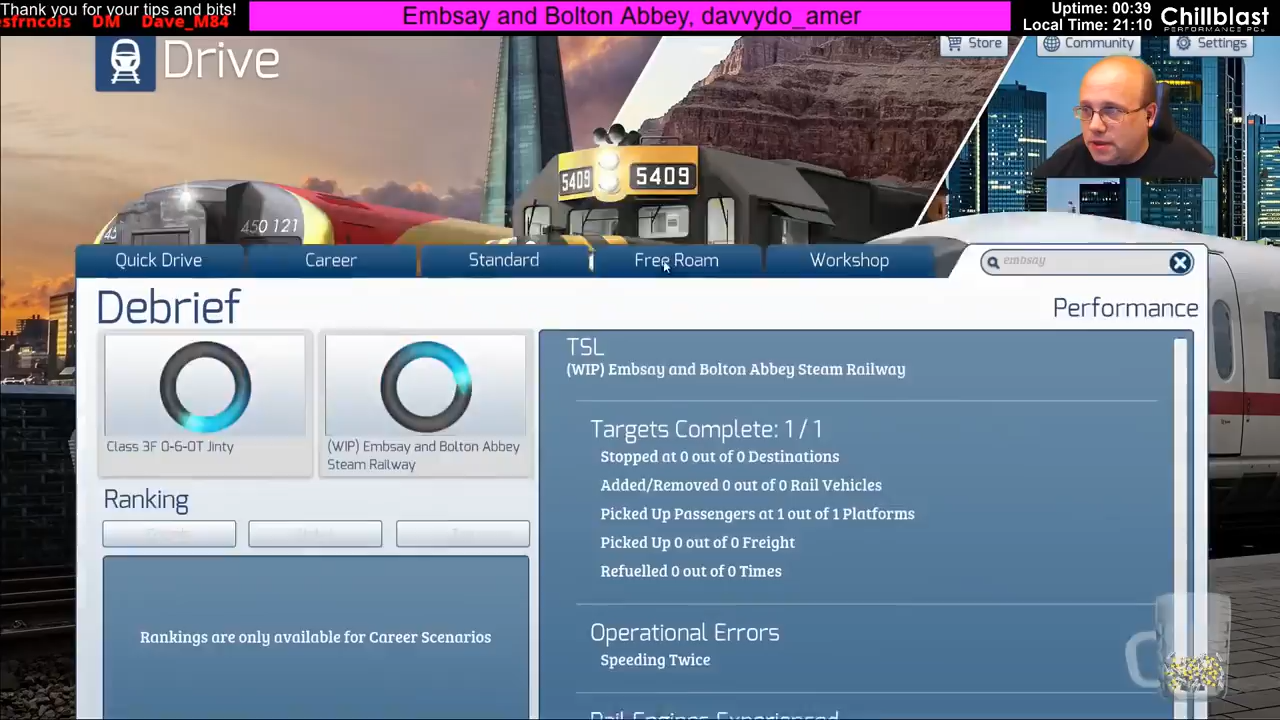 Thank you for your tips and bits!
esfrncois DM Dave_M84
Embsay and Bolton Abbey, davvydo_amer
Uptime: 00:39
Local Time: 21:10
Chillblast
PERFORMANCE PCs
Drive
Store
Community
Settings
5409
5409
450 121
Quick Drive
Career
Standard
Free Roam
Workshop
embsay
Debrief
Performance
Class 3F 0-6-0T Jinty
(WIP) Embsay and Bolton Abbey
Steam Railway
Ranking
Rankings are only available for Career Scenarios
TSL
(WIP) Embsay and Bolton Abbey Steam Railway
Targets Complete: 1 / 1
Stopped at 0 out of 0 Destinations
Added/Removed 0 out of 0 Rail Vehicles
Picked Up Passengers at 1 out of 1 Platforms
Picked Up 0 out of 0 Freight
Refuelled 0 out of 0 Times
Operational Errors
Speeding Twice
Rail Engines Experienced